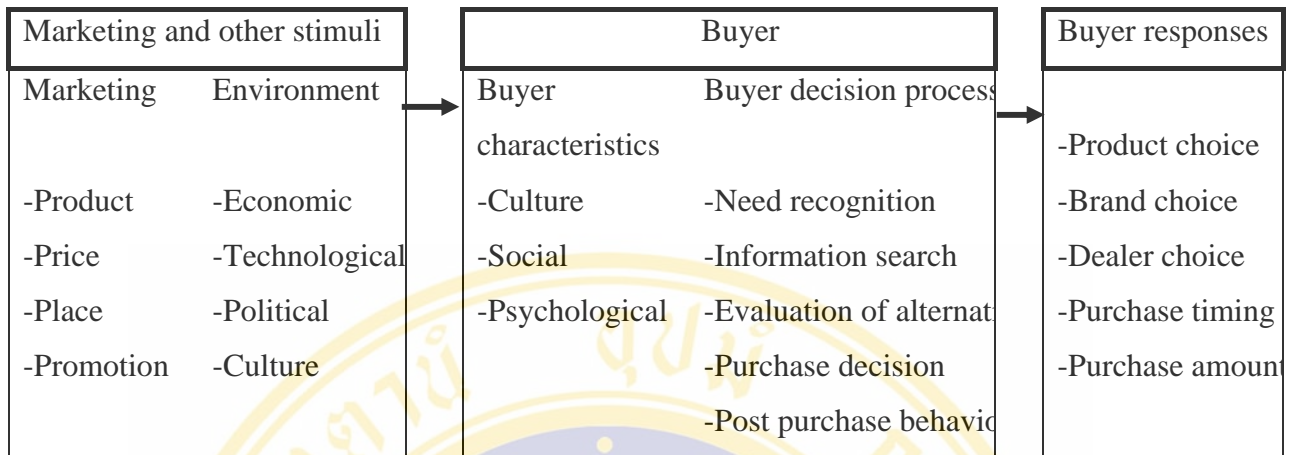 Marketing and other stimuli
Marketing Environment
-Product -Economic
-Price -Technological
-Place -Political
-Promotion -Culture
Buyer
Buyer Buyer decision process
characteristics
-Culture -Need recognition
-Social -Information search
-Psychological -Evaluation of alternati
-Purchase decision
-Post purchase behavio
Buyer responses
-Product choice
-Brand choice
-Dealer choice
-Purchase timing
-Purchase amount